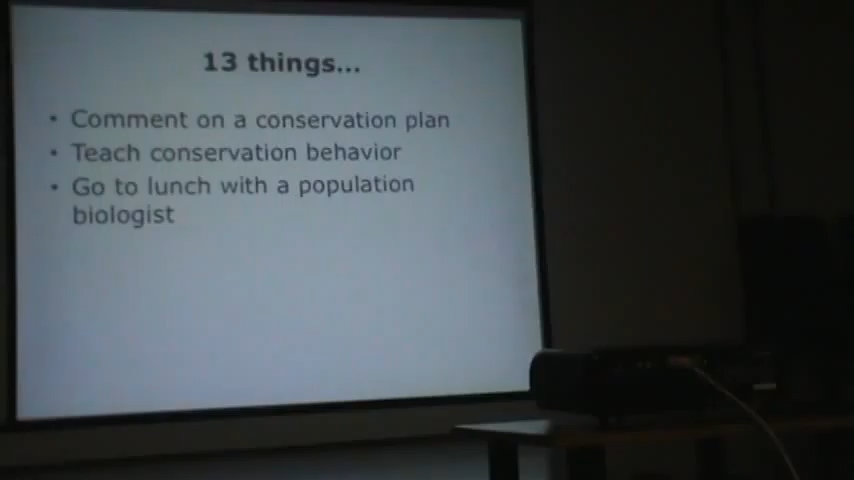 13 things...
• Comment on a conservation plan
• Teach conservation behavior
• Go to lunch with a population
biologist